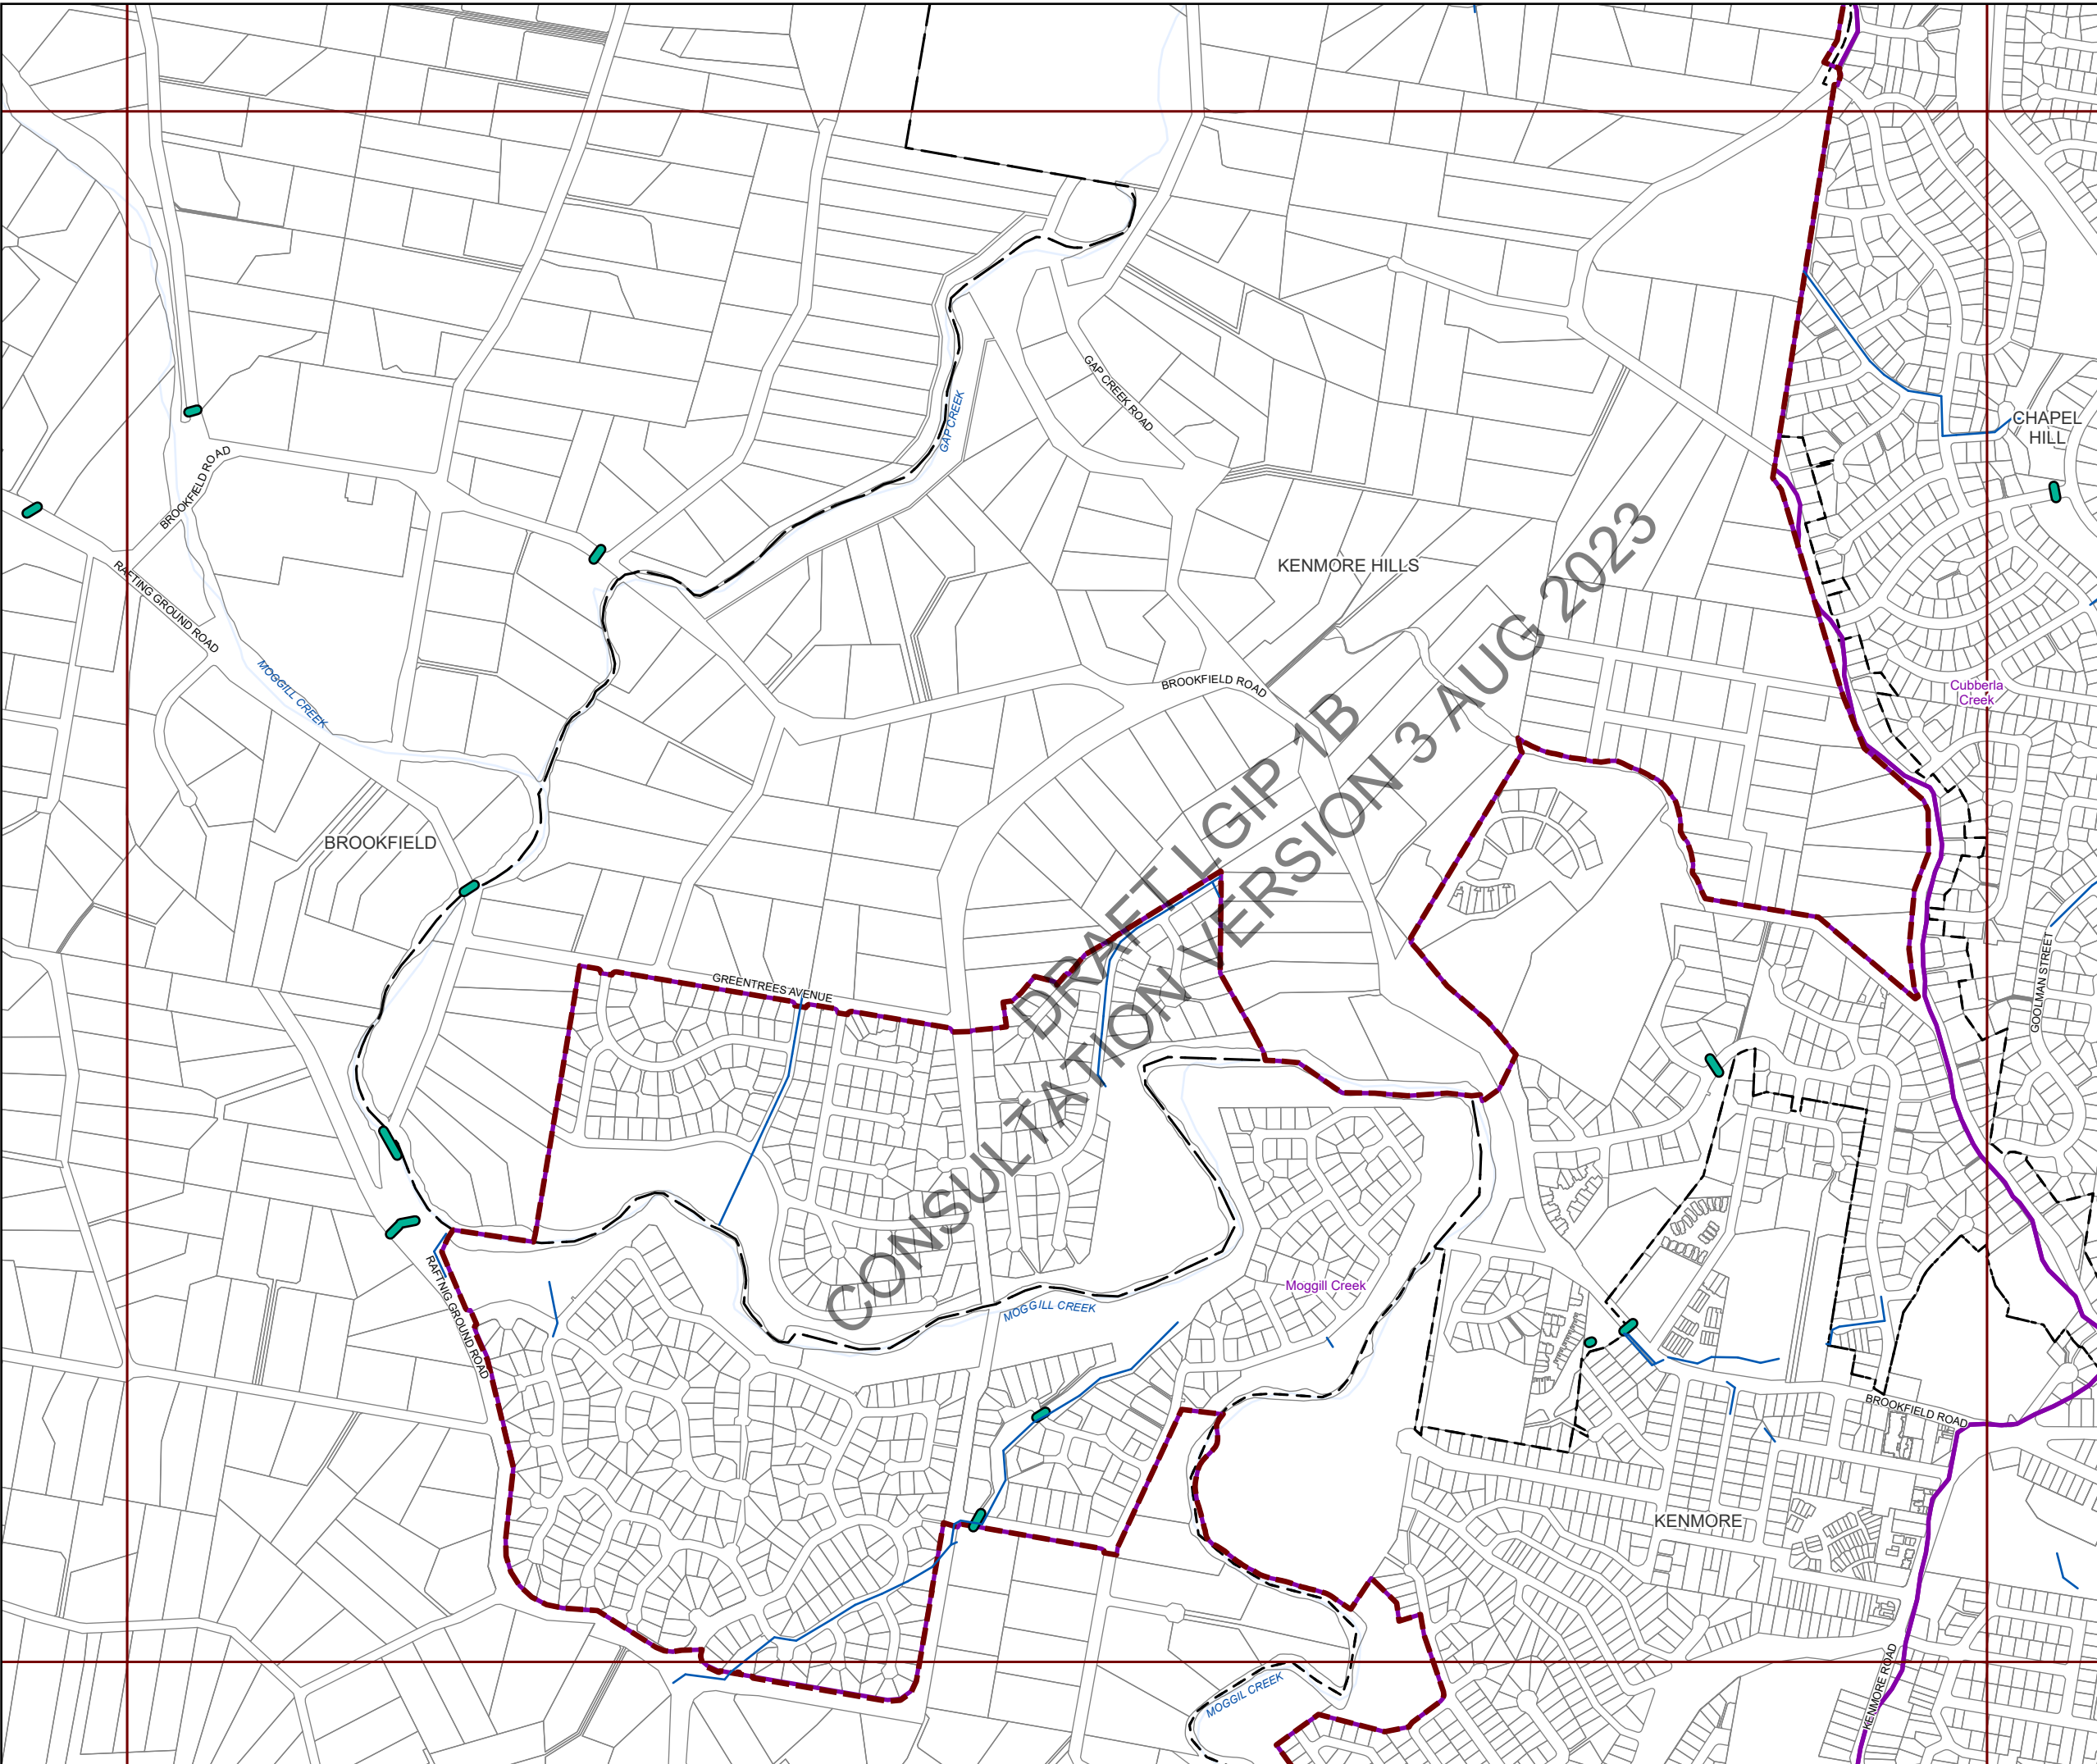 GAP CREEK ROAD
GAP CREEK
CHAPEL
HILL
BROOKFIELD ROAD
KENMORE HILLS
RAFTING GROUND ROAD
MOGGILL CREEK
BROOKFIELD ROAD
Cubberla
Creek
BROOKFIELD
DRAFT LGIP 1B
CONSULTATION VERSION 3 AUG 2023
GREENTREES AVENUE
GOOLMAN STREET
Moggill Creek
MOGGILL CREEK
RAFTNIG GROUND ROAD
BROOKFIELD ROAD
KENMORE
KENMORE ROAD
MOGGIL CREEK